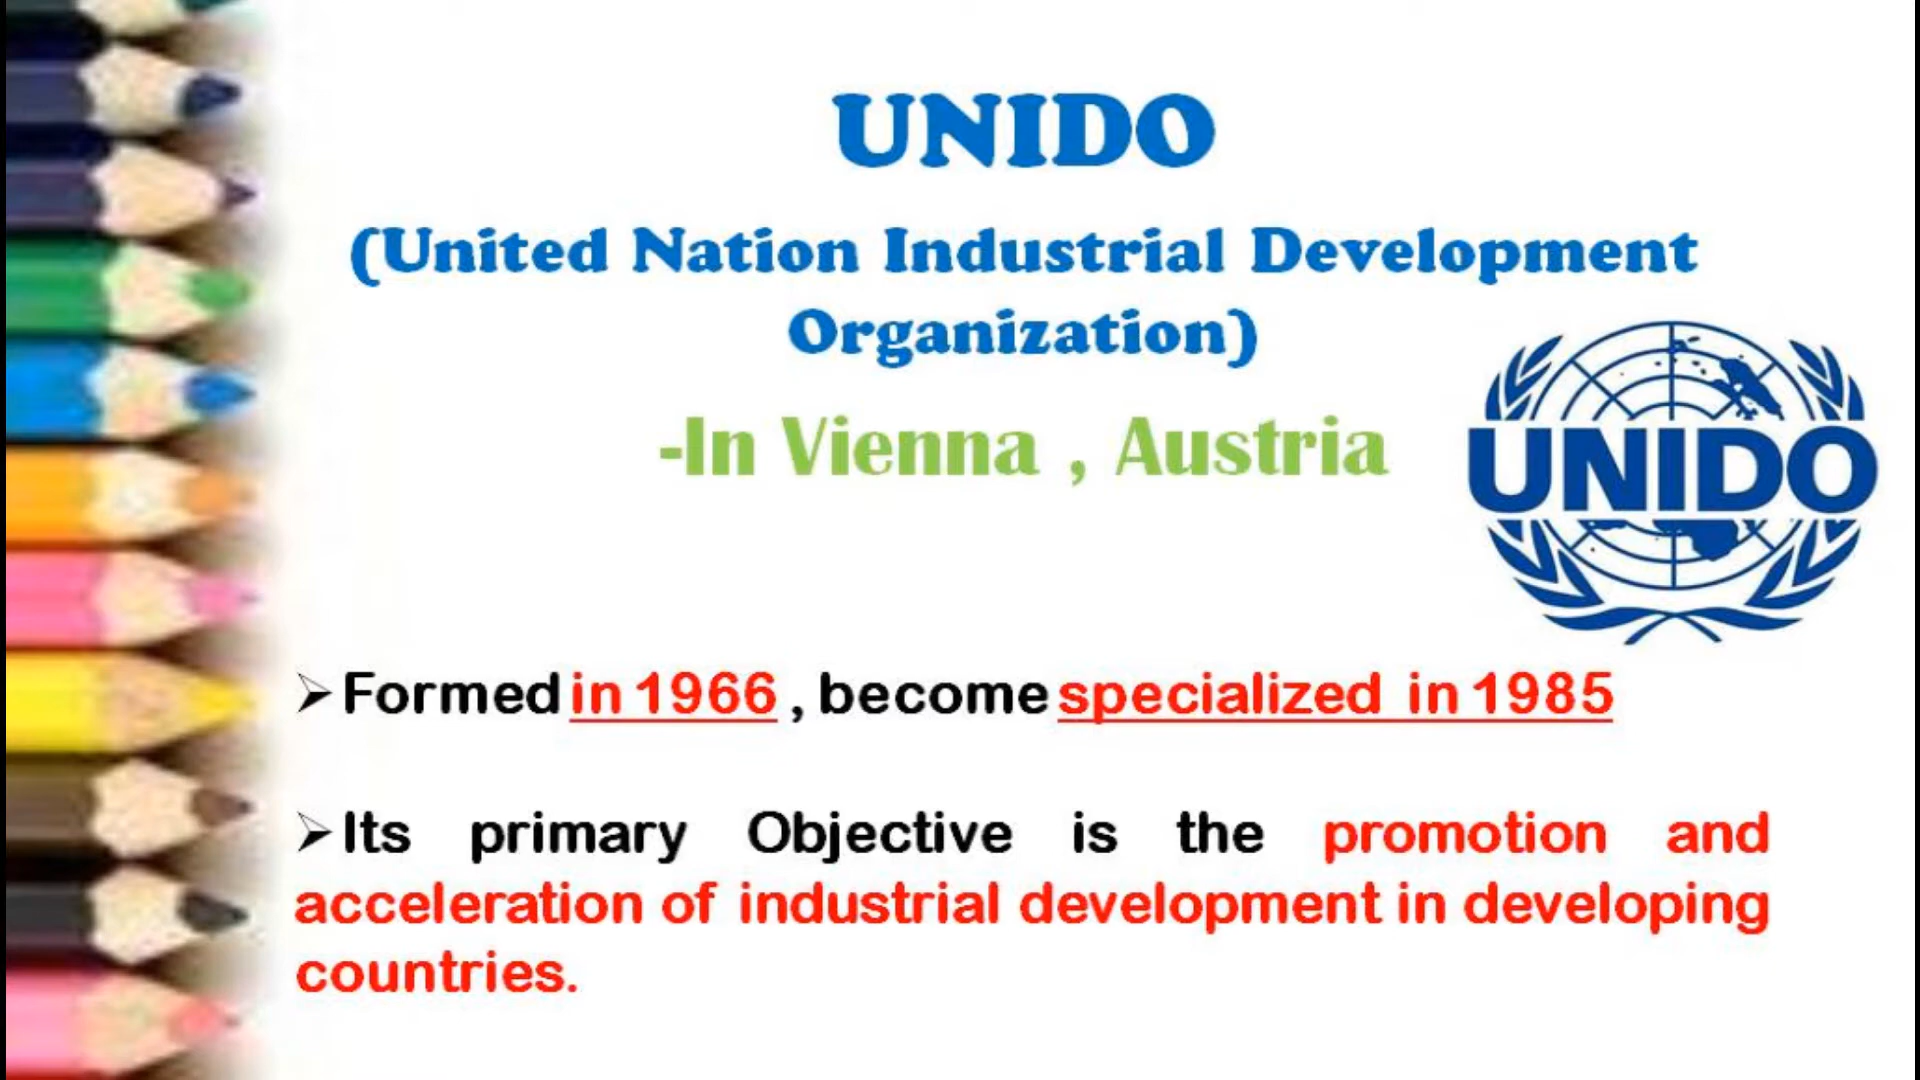 UNIDO
(United Nation Industrial Development
Organization)
-In Vienna , Austria
UNIDO
➢Formed in 1966 , become specialized in 1985
➢Its primary Objective is the promotion and
acceleration of industrial development in developing
countries.